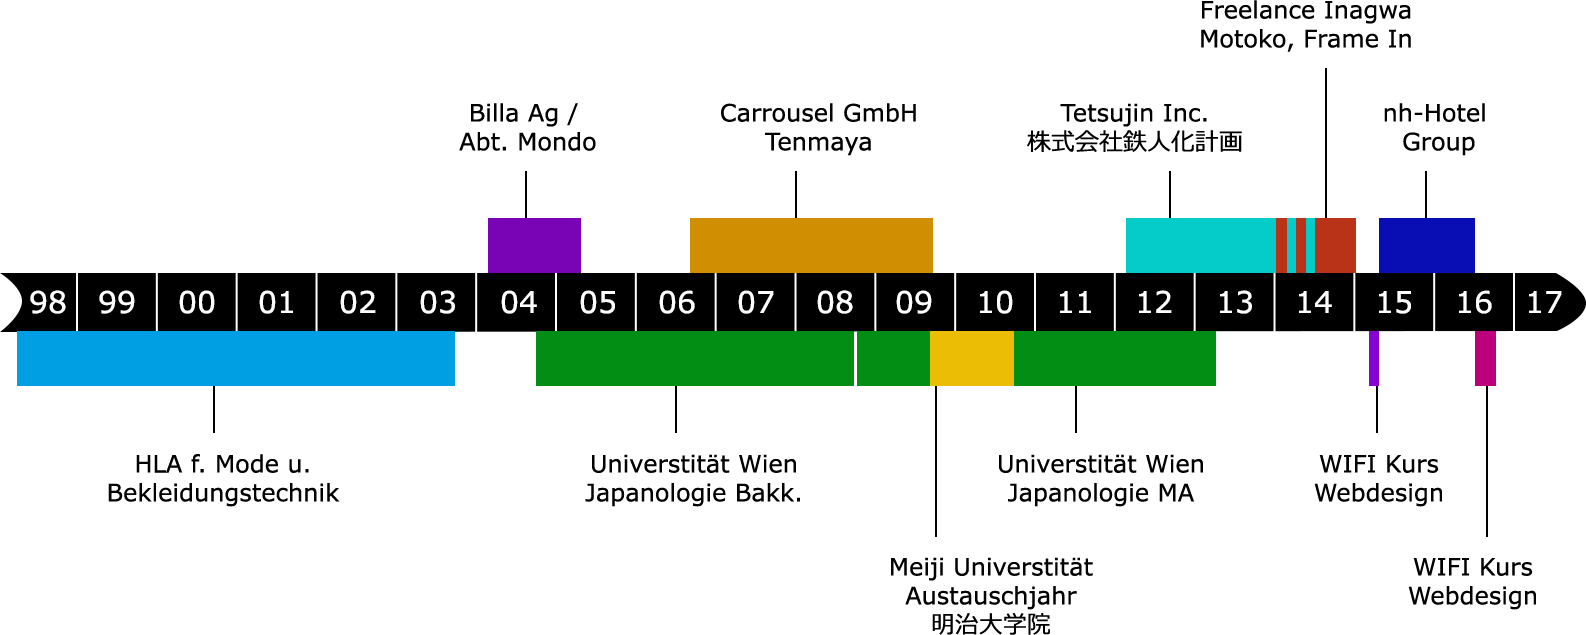 Freelance Inagwa
Motoko, Frame In
Billa Ag /
Abt. Mondo
Carrousel GmbH
Tenmaya
Tetsujin Inc.
株式会社鉄人化計画
nh-Hotel
Group
98 99 00 01 02 03 04 05 06 07 08 09 10 11 12 13 14 15 16 17
HLA f. Mode u.
Bekleidungstechnik
Universtität Wien
Japanologie Bakk.
Universtität Wien
Japanologie MA
WIFI Kurs
Webdesign
Meiji Universtität
Austauschjahr
明治大学院
WIFI Kurs
Webdesign